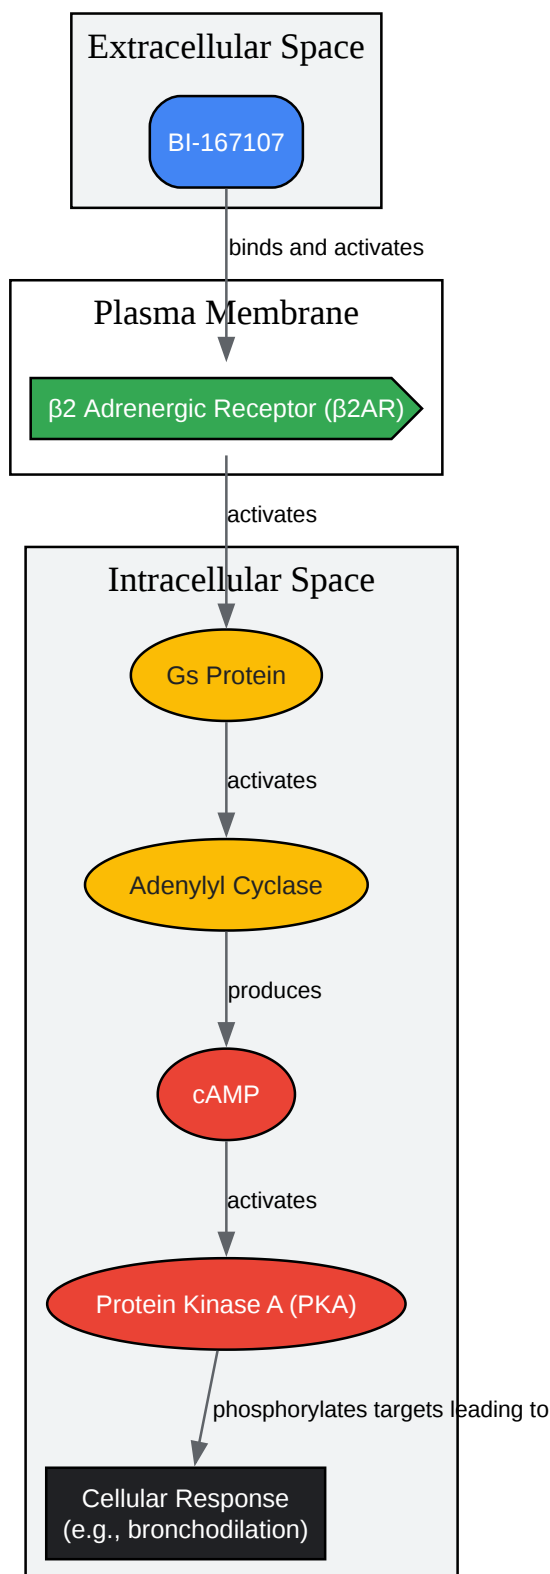 Extracellular Space
BI-167107
binds and activates
Plasma Membrane
β2 Adrenergic Receptor (β2AR)
activates
Intracellular Space
Gs Protein
activates
Adenylyl Cyclase
produces
cAMP
activates
Protein Kinase A (PKA)
phosphorylates targets leading to
Cellular Response
(e.g., bronchodilation)